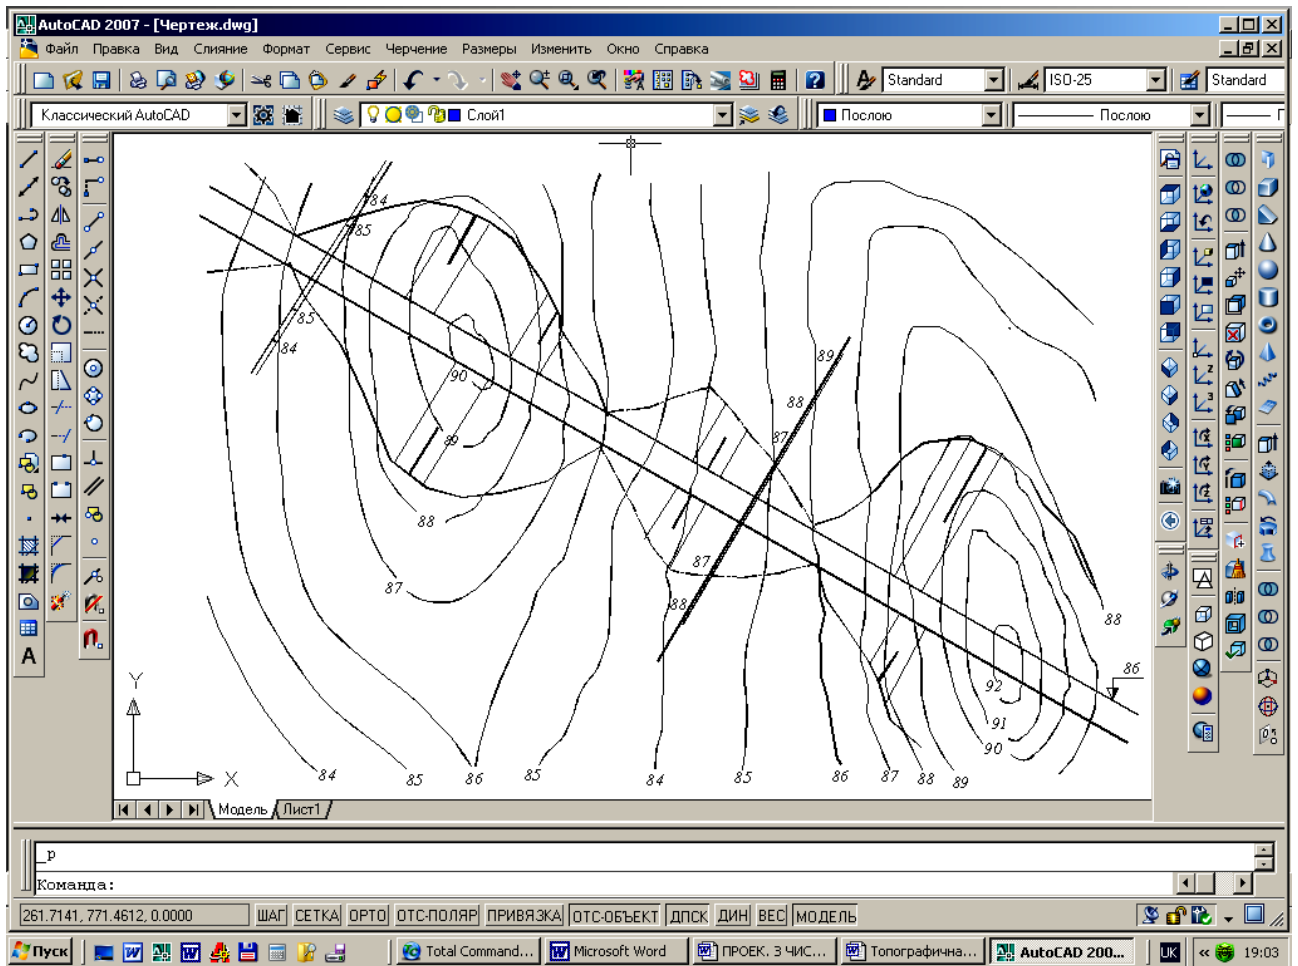 AutoCAD 2007 - [Чертеж.dwg]
Файл Правка Вид Слияние Формат Сервис Черчение Размеры Изменить Окно Справка
Standard ISO-25 Standard
Классический AutoCAD Слой1 Послою Послою
84
85
85
84
90
89
88
87
89
88
87
87
88
88
86
92
91
90
84 85 86 85 84 85 86 87 88 89
Y
X
Модель Лист1
_р
Команда:
261.7141, 771.4612, 0.0000 ШАГ СЕТКА ОРТО ОТС-ПОЛЯР ПРИВЯЗКА ОТС-ОБЪЕКТ ДПСК ДИН ВЕС МОДЕЛЬ
Пуск Total Command... Microsoft Word ПРОЕК. З ЧИС... Топографична... AutoCAD 200... UK « 19:03